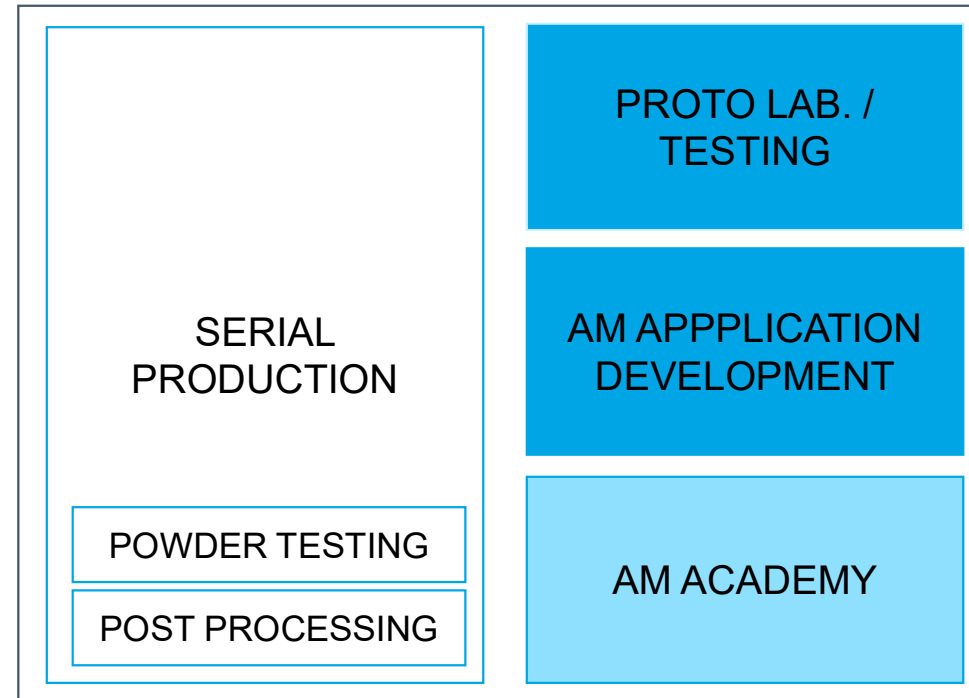 SERIAL
PRODUCTION
POWDER TESTING
POST PROCESSING
PROTO LAB. /
TESTING
AM APPPLICATION
DEVELOPMENT
AM ACADEMY